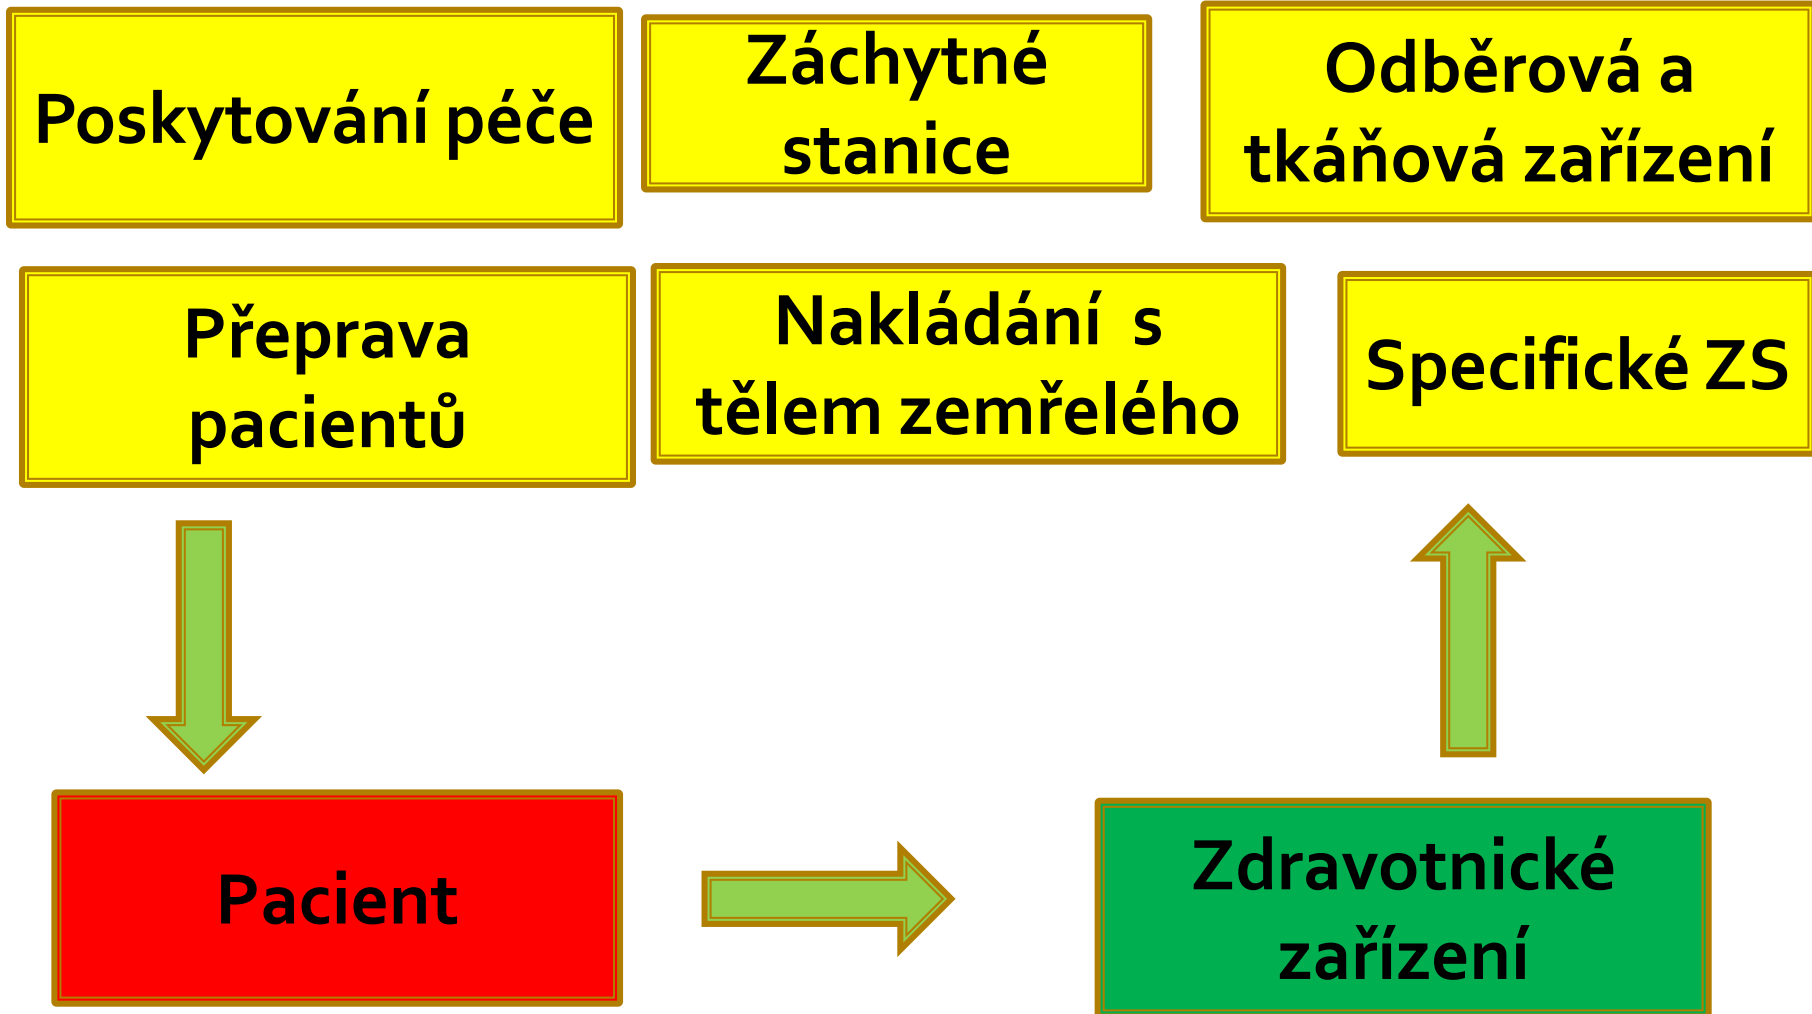 Poskytování péče
Záchytné
stanice
Odběrová a
tkáňová zařízení
Přeprava
pacientů
Nakládání  s
tělem zemřelého
Specifické ZS
Pacient
Zdravotnické
zařízení